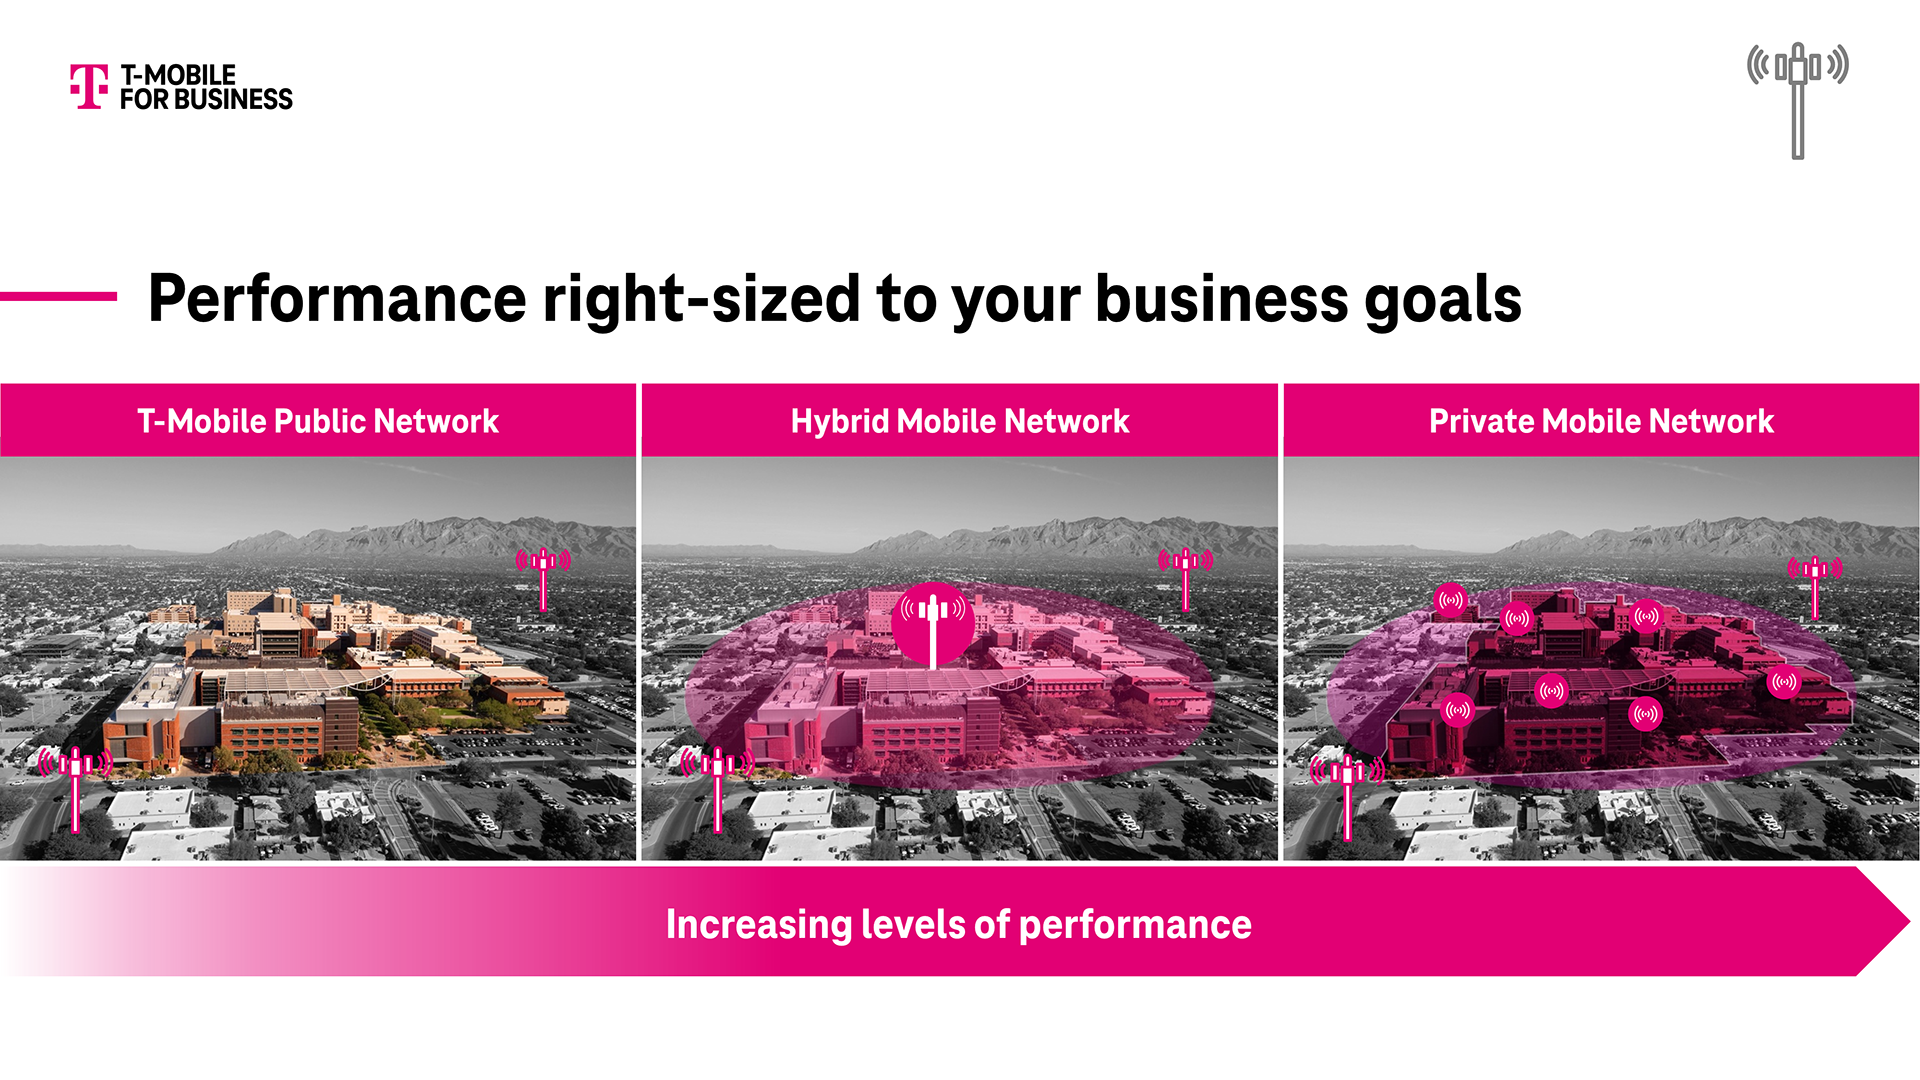 T-MOBILE
FOR BUSINESS
Performance right-sized to your business goals
T-Mobile Public Network
Hybrid Mobile Network
Private Mobile Network
Increasing levels of performance